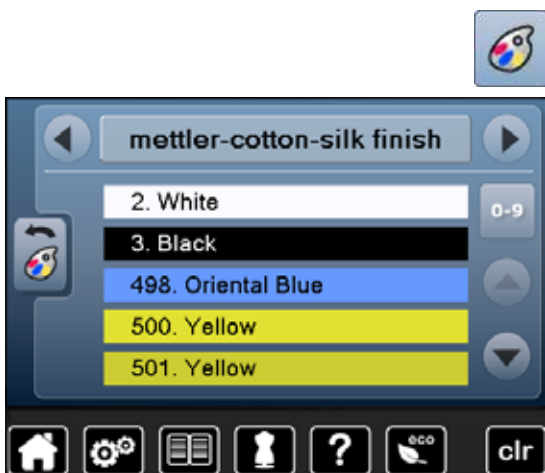 mettler-cotton-silk finish
2. White
0-9
3. Black
498. Oriental Blue
500. Yellow
501. Yellow
?
eco
clr